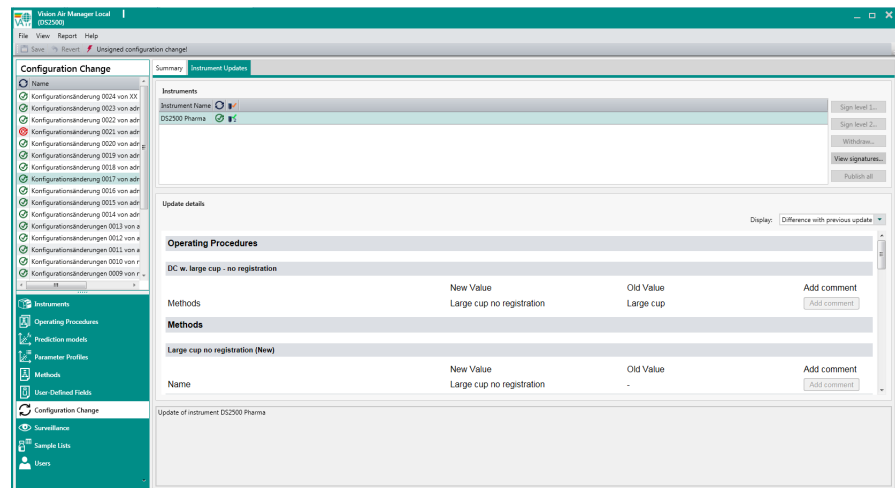 Vision Air Manager Local
(DS2500)
File View Report Help
Save Revert Unsigned configuration change!
Configuration Change
Name
Konfigurationsänderung 0024 von XX
Konfigurationsänderung 0023 von adr
Konfigurationsänderung 0022 von adr
Konfigurationsänderung 0021 von adr
Konfigurationsänderung 0020 von adr
Konfigurationsänderung 0019 von adr
Konfigurationsänderung 0018 von adr
Konfigurationsänderung 0017 von adr
Konfigurationsänderung 0016 von adr
Konfigurationsänderung 0015 von adr
Konfigurationsänderung 0014 von adr
Konfigurationsänderungen 0013 von a
Konfigurationsänderungen 0012 von a
Konfigurationsänderungen 0011 von a
Konfigurationsänderungen 0010 von r
Konfigurationsänderungen 0009 von r
Instruments
Operating Procedures
Prediction models
Parameter Profiles
Methods
User-Defined Fields
Configuration Change
Surveillance
Sample Lists
Users
Summary Instrument Updates
Instruments
Instrument Name
DS2500 Pharma
Sign level 1...
Sign level 2...
Withdraw...
View signatures...
Publish all
Update details
Display: Difference with previous update
Operating Procedures
DC w. large cup - no registration
New Value Old Value Add comment
Methods Large cup no registration Large cup Add comment
Methods
Large cup no registration (New)
New Value Old Value Add comment
Name Large cup no registration - Add comment
Update of instrument DS2500 Pharma